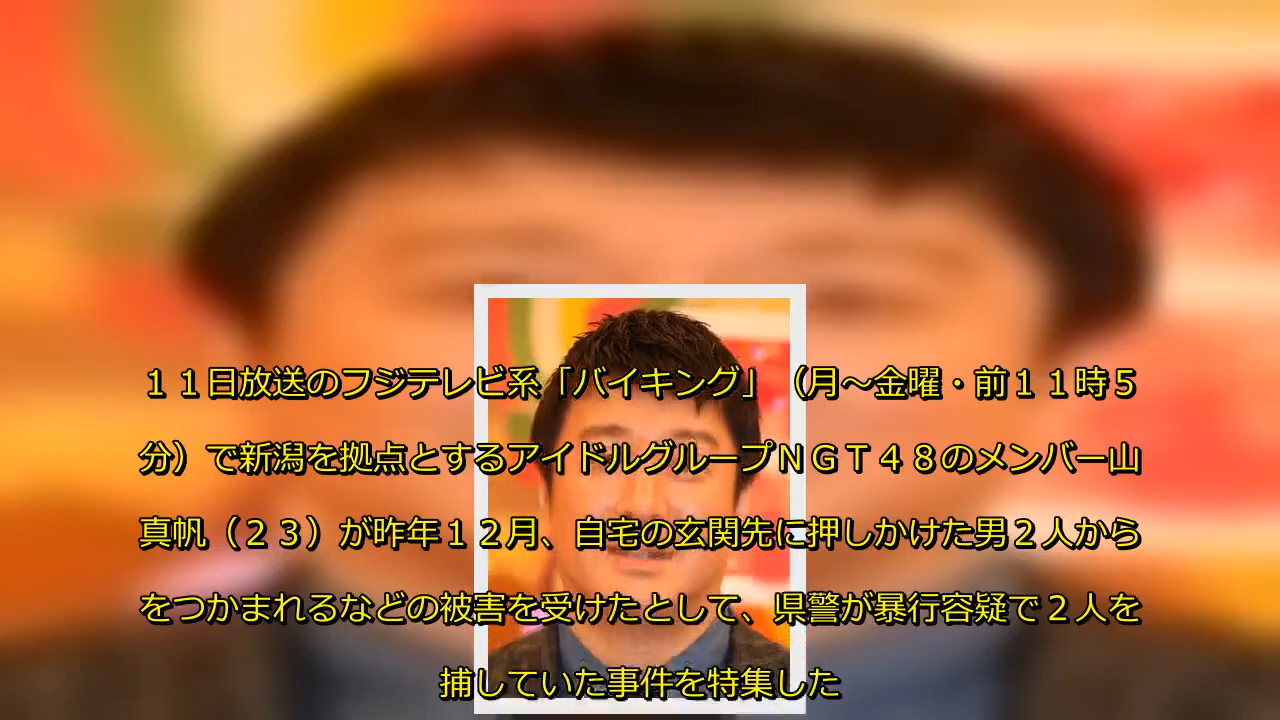 １１日放送のフジテレビ系「バイキング」（月～金曜・前１１時５
分）で新潟を拠点とするアイドルグループＮＧＴ４８のメンバー山
真帆（２３）が昨年１２月、自宅の玄関先に押しかけた男２人から
をつかまれるなどの被害を受けたとして、県警が暴行容疑で２人を
捕していた事件を特集した